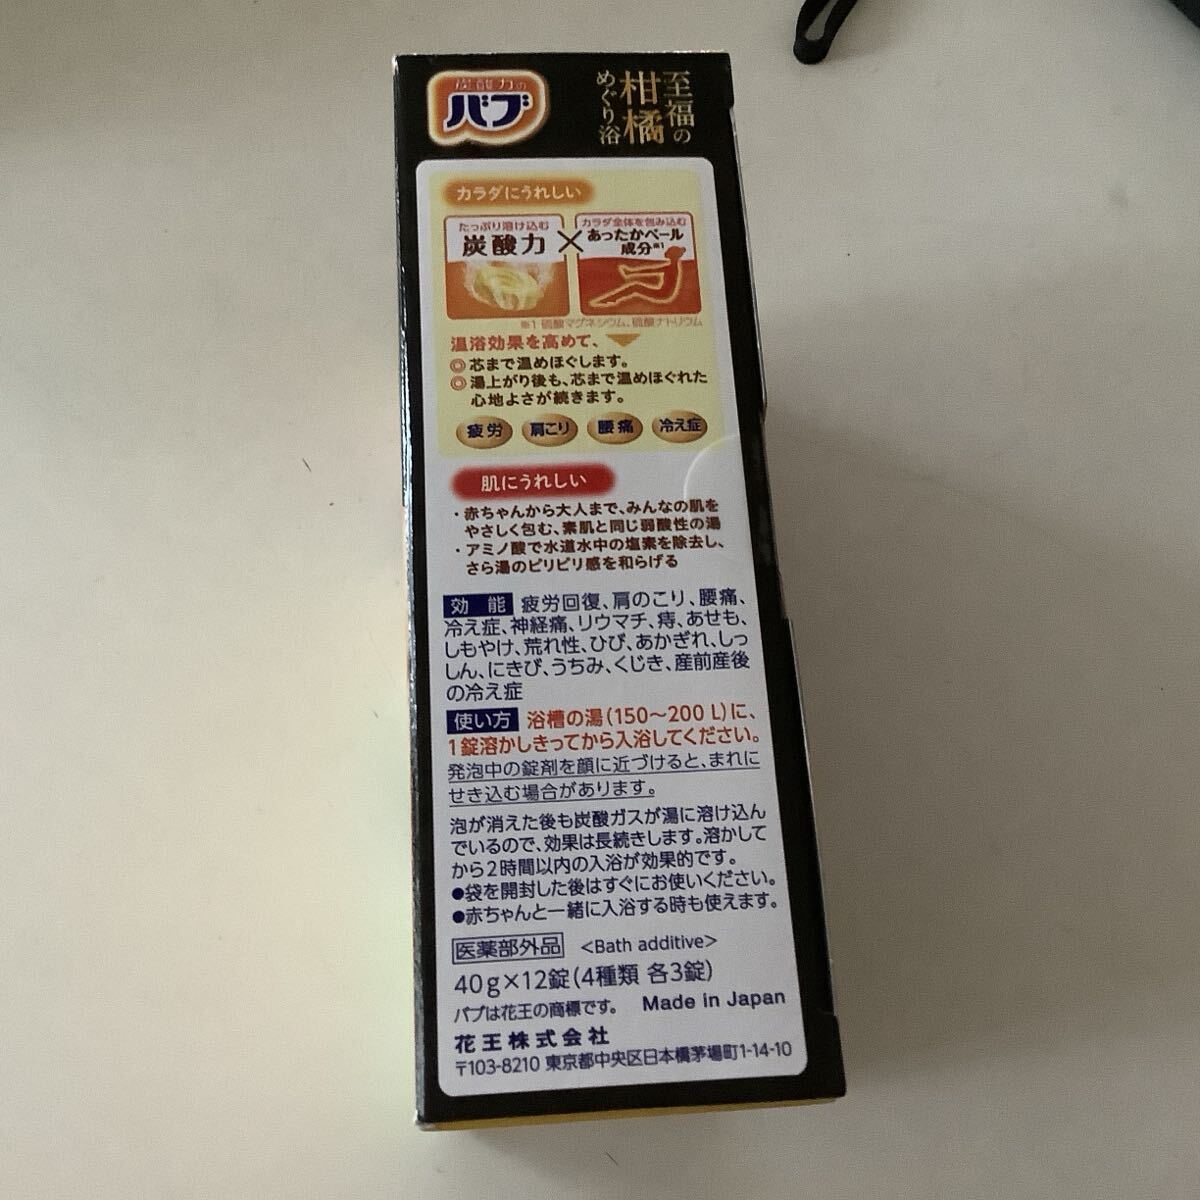 炭酸力の
バブ
至福の
柑橘
めぐり浴
カラダにうれしい
たっぷり溶け込む
炭酸力
×
カラダ全体を包み込む
あったかベール
成分※1
※1 硫酸マグネシウム、硫酸ナトリウム
温浴効果を高めて、
◎芯まで温めほぐします。
◎湯上がり後も、芯まで温めほぐれた
心地よさが続きます。
疲労 肩こり 腰痛 冷え症
肌にうれしい
・赤ちゃんから大人まで、みんなの肌を
やさしく包む、素肌と同じ弱酸性の湯
・アミノ酸で水道水中の塩素を除去し、
さら湯のピリピリ感を和らげる
効能 疲労回復、肩のこり、腰痛、
冷え症、神経痛、リウマチ、痔、あせも、
しもやけ、荒れ性、ひび、あかぎれ、しっ
しん、にきび、うちみ、くじき、産前産後
の冷え症
使い方 浴槽の湯(150〜200 L)に、
1錠溶かしきってから入浴してください。
発泡中の錠剤を顔に近づけると、まれに
せき込む場合があります。
泡が消えた後も炭酸ガスが湯に溶け込ん
でいるので、効果は長続きします。溶かして
から2時間以内の入浴が効果的です。
●袋を開封した後はすぐにお使いください。
●赤ちゃんと一緒に入浴する時も使えます。
医薬部外品 <Bath additive>
40g×12錠(4種類 各3錠)
バブは花王の商標です。 Made in Japan
花王株式会社
〒103-8210 東京都中央区日本橋茅場町1-14-10